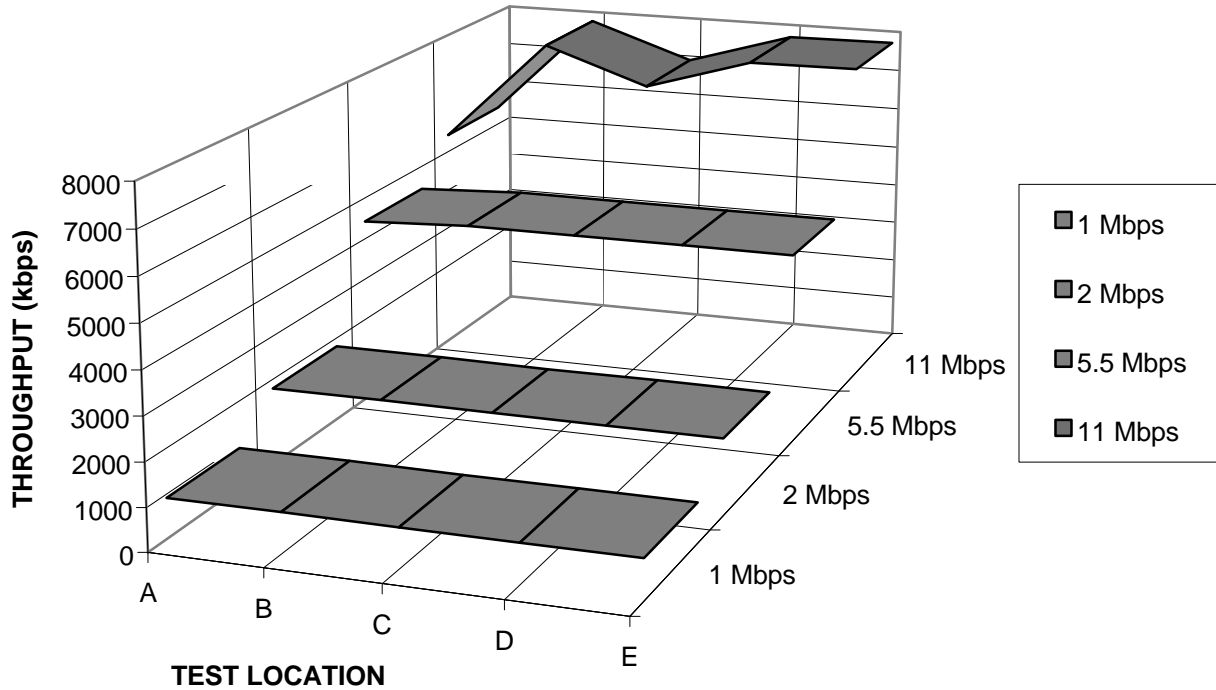 8000
7000
6000
5000
4000
3000
2000
1000
0
THROUGHPUT (kbps)
A
B
C
D
E
TEST LOCATION
11 Mbps
5.5 Mbps
2 Mbps
1 Mbps
1 Mbps
2 Mbps
5.5 Mbps
11 Mbps